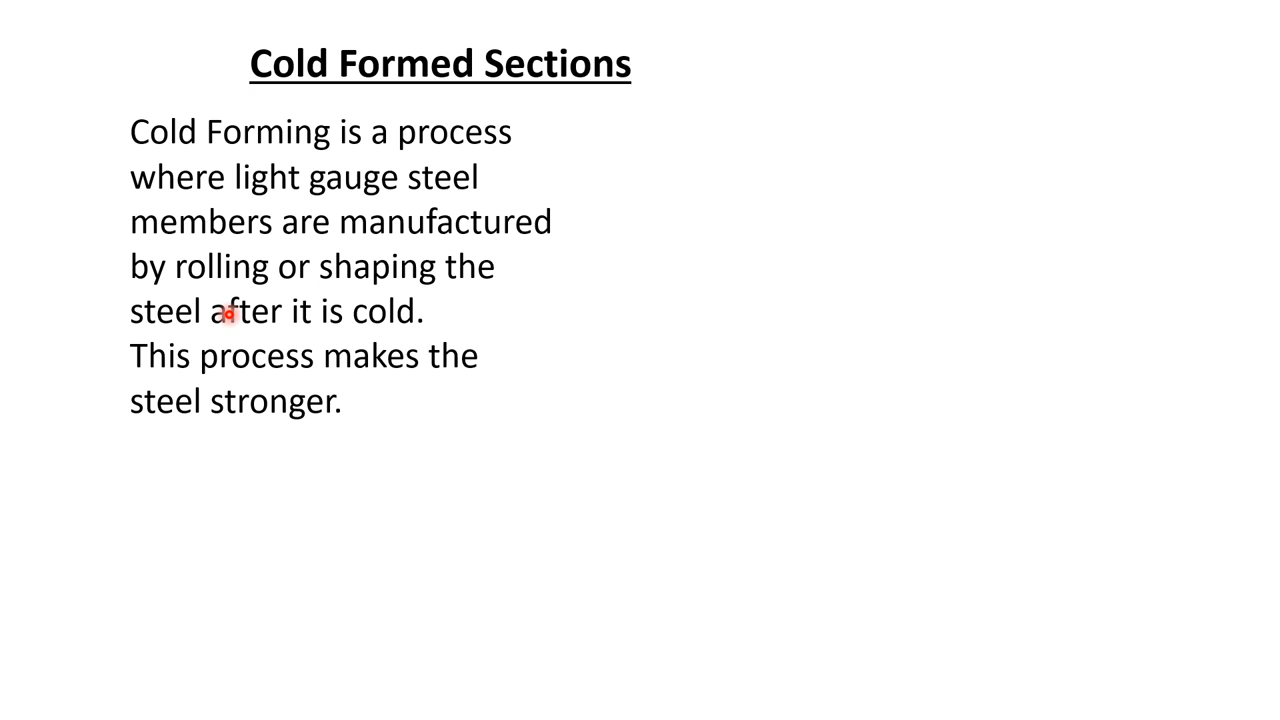 Cold Formed Sections
Cold Forming is a process
where light gauge steel
members are manufactured
by rolling or shaping the
steel after it is cold.
This process makes the
steel stronger.